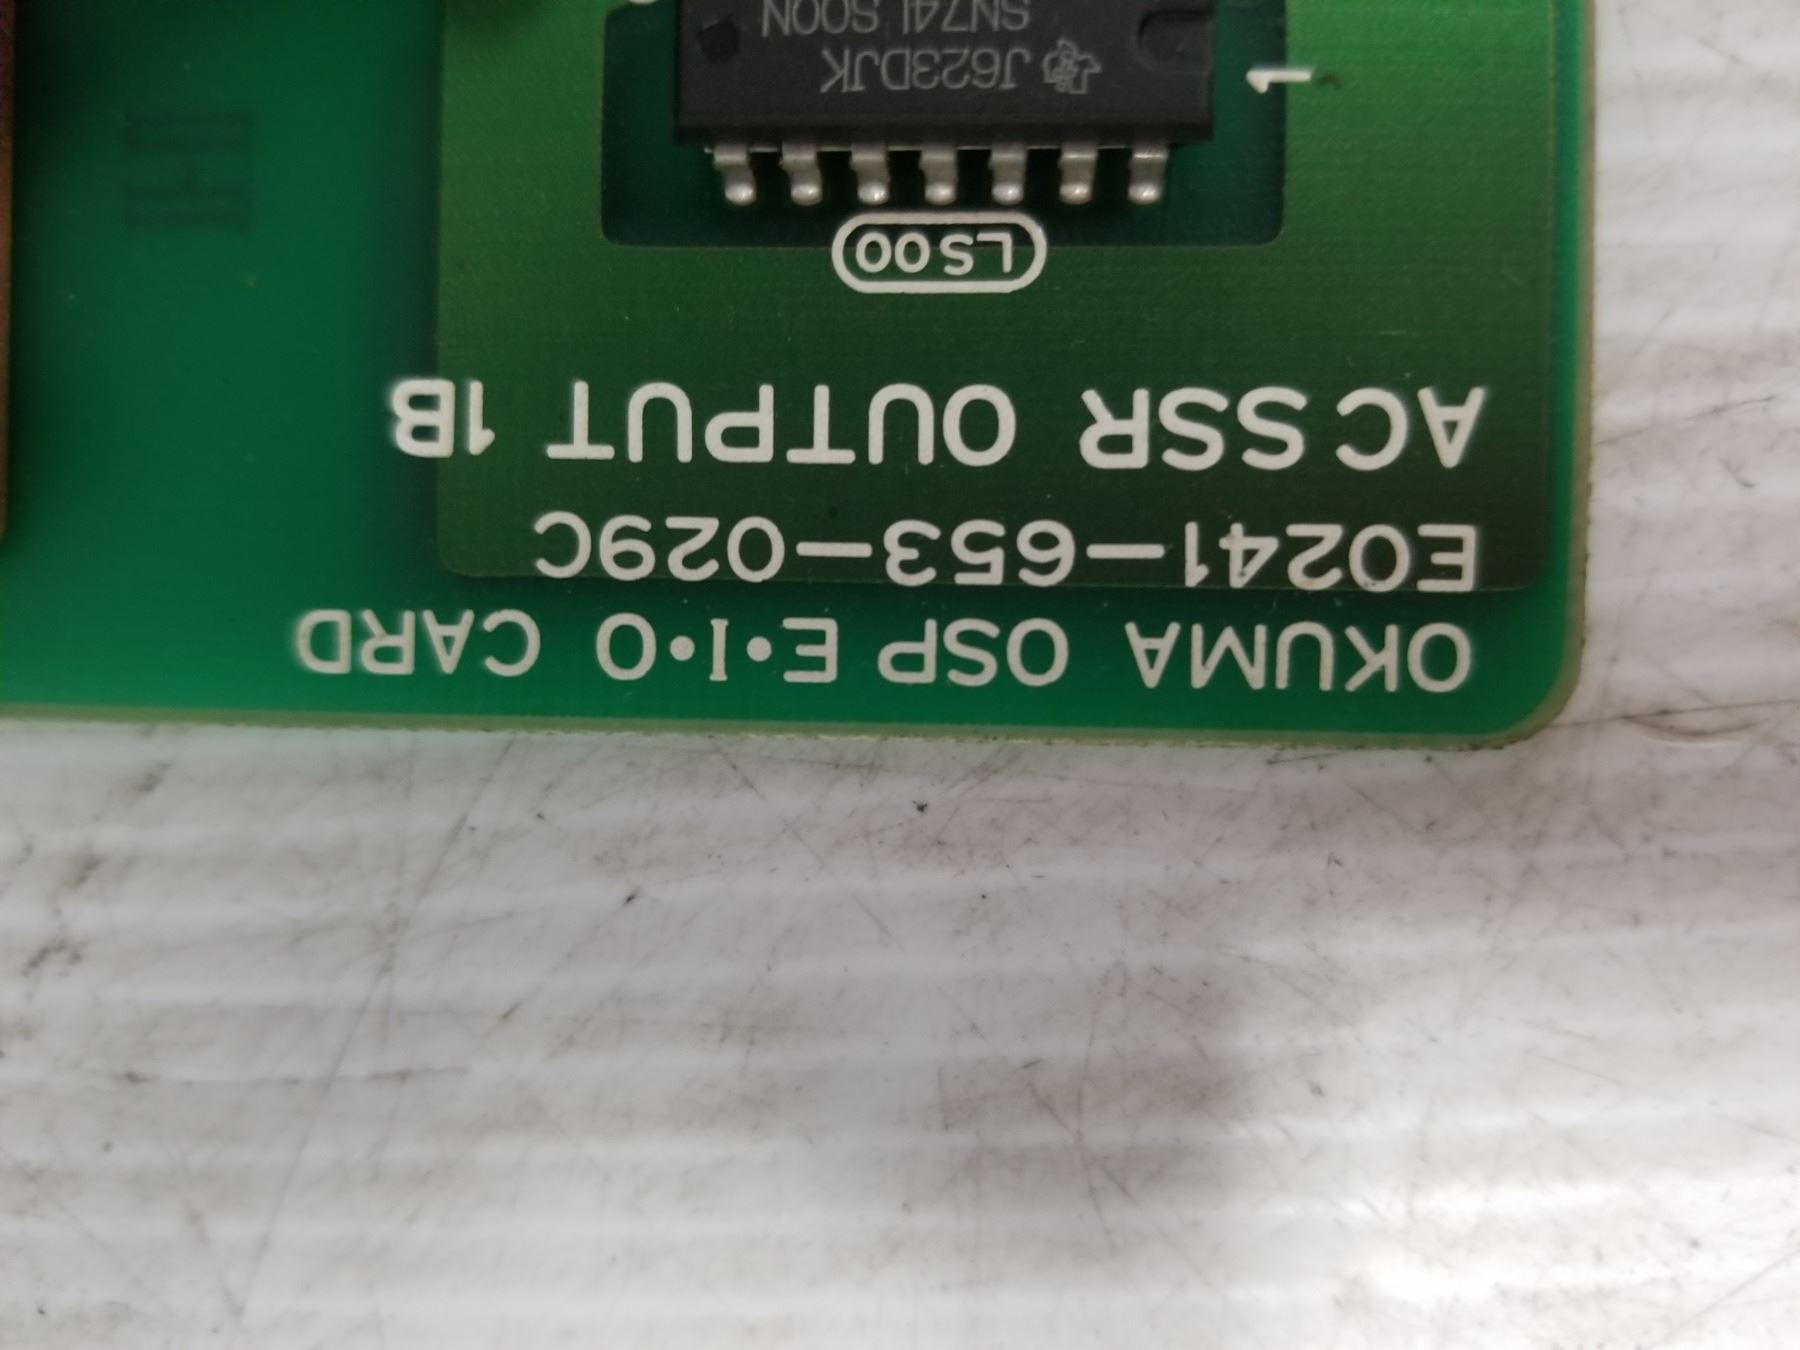 OKUMA OSP E•I•O CARD
E0241-653-029C
AC SSR OUTPUT 1B
LS00
1
J623DJK
SN74LS00N